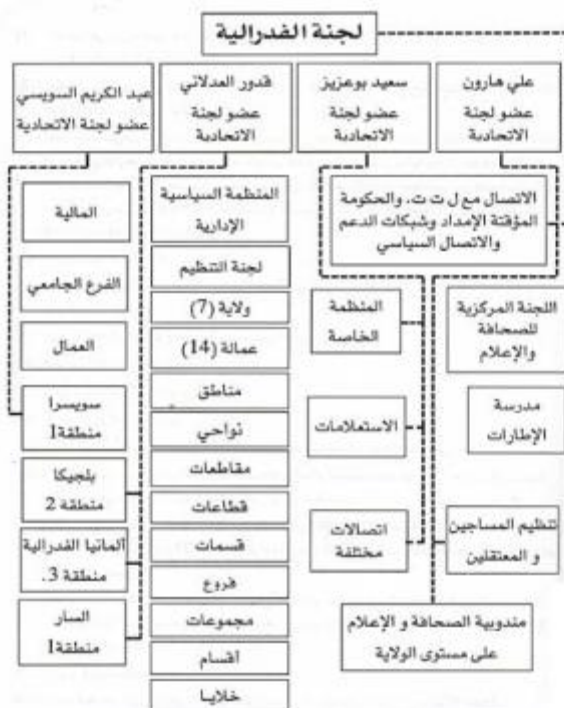 لجنة الفدرالية
علي هارون
عضو لجنة
الاتحادية
سعيد بوعزيز
عضو لجنة
الاتحادية
قدور العدلاني
عضو لجنة
الاتحادية
عبد الكريم السويسي
عضو لجنة الاتحادية
الاتصال مع ل ت ت. والحكومة
المؤقتة الإمداد وشبكات الدعم
والاتصال السياسي
اللجنة المركزية
للصحافة
والإعلام
مدرسة
الإطارات
تنظيم المساجين
و المعتقلين
مندوبية الصحافة و الإعلام
على مستوى الولاية
المنظمة
الخاصة
الاستعلامات
اتصالات
مختلفة
المنظمة السياسية
الإدارية
لجنة التنظيم
ولاية (7)
عمالة (14)
مناطق
نواحي
مقاطعات
قطاعات
قسمات
فروع
مجموعات
أقسام
خلايا
المالية
الفرع الجامعي
العمال
سويسرا
منطقة1
بلجيكا
منطقة 2
ألمانيا الفدرالية
منطقة 3.
السار
منطقة1